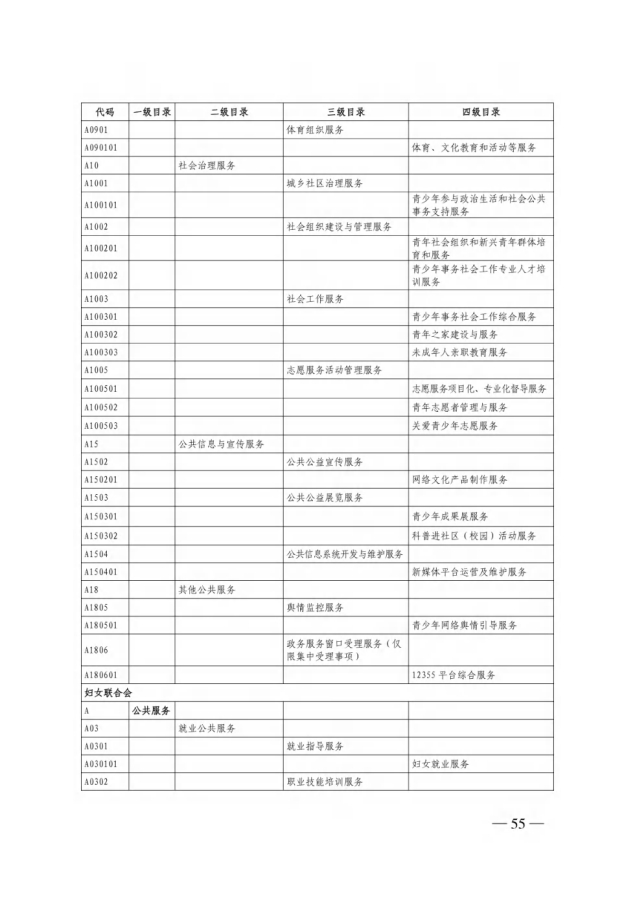 代码 一级目录 二级目录 三级目录 四级目录
A0901 体育组织服务
A090101 体育、文化教育和活动等服务
A10 社会治理服务
A1001 城乡社区治理服务
A100101 青少年参与政治生活和社会公共
事务支持服务
A1002 社会组织建设与管理服务
A100201 青年社会组织和新兴青年群体培
育和服务
A100202 青少年事务社会工作专业人才培
训服务
A1003 社会工作服务
A100301 青少年事务社会工作综合服务
A100302 青年之家建设与服务
A100303 未成年人亲职教育服务
A1005 志愿服务活动管理服务
A100501 志愿服务项目化、专业化督导服务
A100502 青年志愿者管理与服务
A100503 关爱青少年志愿服务
A15 公共信息与宣传服务
A1502 公共公益宣传服务
A150201 网络文化产品制作服务
A1503 公共公益展览服务
A150301 青少年成果展服务
A150302 科普进社区（校园）活动服务
A1504 公共信息系统开发与维护服务
A150401 新媒体平台运营及维护服务
A18 其他公共服务
A1805 舆情监控服务
A180501 青少年网络舆情引导服务
A1806 政务服务窗口受理服务（仅
限集中受理事项）
A180601 12355 平台综合服务
妇女联合会
A 公共服务
A03 就业公共服务
A0301 就业指导服务
A030101 妇女就业服务
A0302 职业技能培训服务
— 55 —